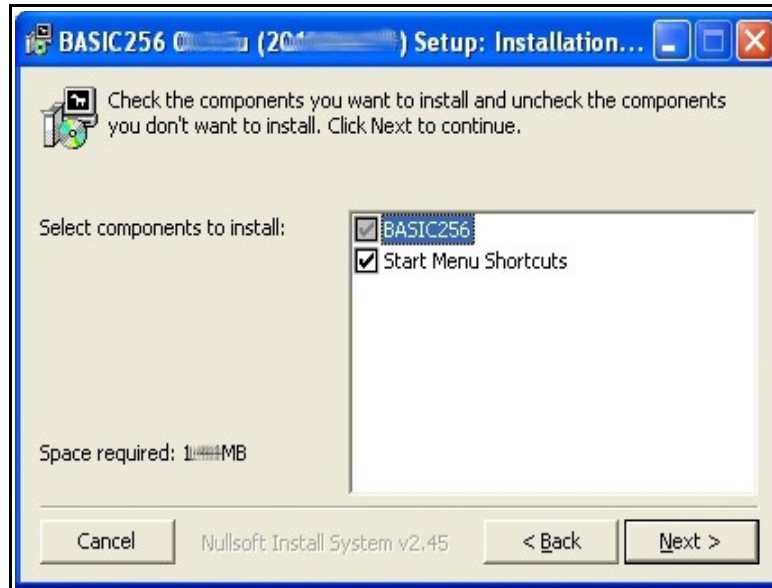 BASIC256 ) Setup: Installation...
Check the components you want to install and uncheck the components
you don't want to install. Click Next to continue.
Select components to install:
BASIC256
Start Menu Shortcuts
Space required: MB
Cancel
Nullsoft Install System v2.45
< Back
Next >